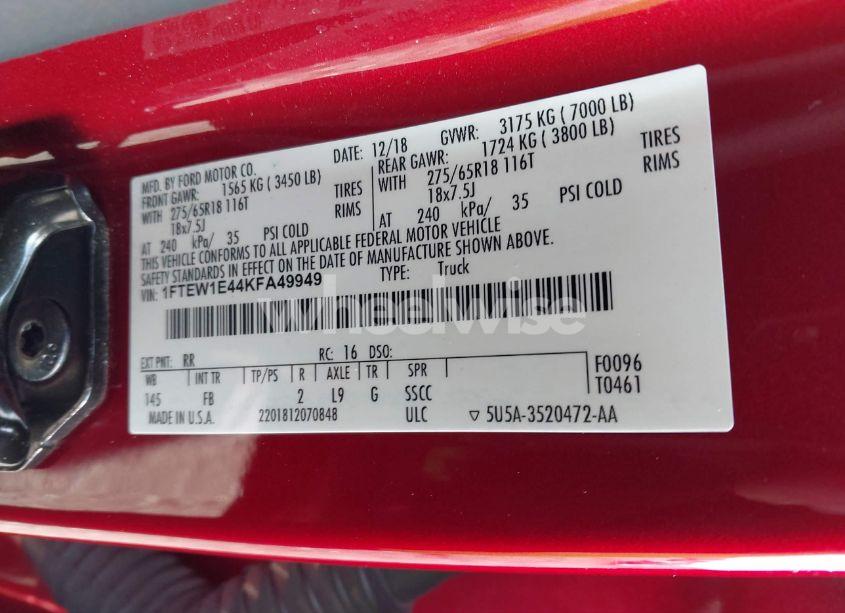 MFD. BY FORD MOTOR CO. DATE: 12/18 GVWR: 3175 KG ( 7000 LB)
FRONT GAWR: 1565 KG ( 3450 LB) REAR GAWR: 1724 KG ( 3800 LB)
WITH 275/65R18 116T TIRES WITH 275/65R18 116T TIRES
18x7.5J RIMS 18x7.5J RIMS
AT 240 kPa/ 35 PSI COLD AT 240 kPa/ 35 PSI COLD
THIS VEHICLE CONFORMS TO ALL APPLICABLE FEDERAL MOTOR VEHICLE
SAFETY STANDARDS IN EFFECT ON THE DATE OF MANUFACTURE SHOWN ABOVE.
VIN: 1FTEW1E44KFA49949 TYPE: Truck
wheelwise
EXT PNT: RR RC: 16 DSO: F0096
WB INT TR TP/PS R AXLE TR SPR T0461
145 FB 2 L9 G SSCC
MADE IN U.S.A. 2201812070848 ULC ▽ 5U5A-3520472-AA